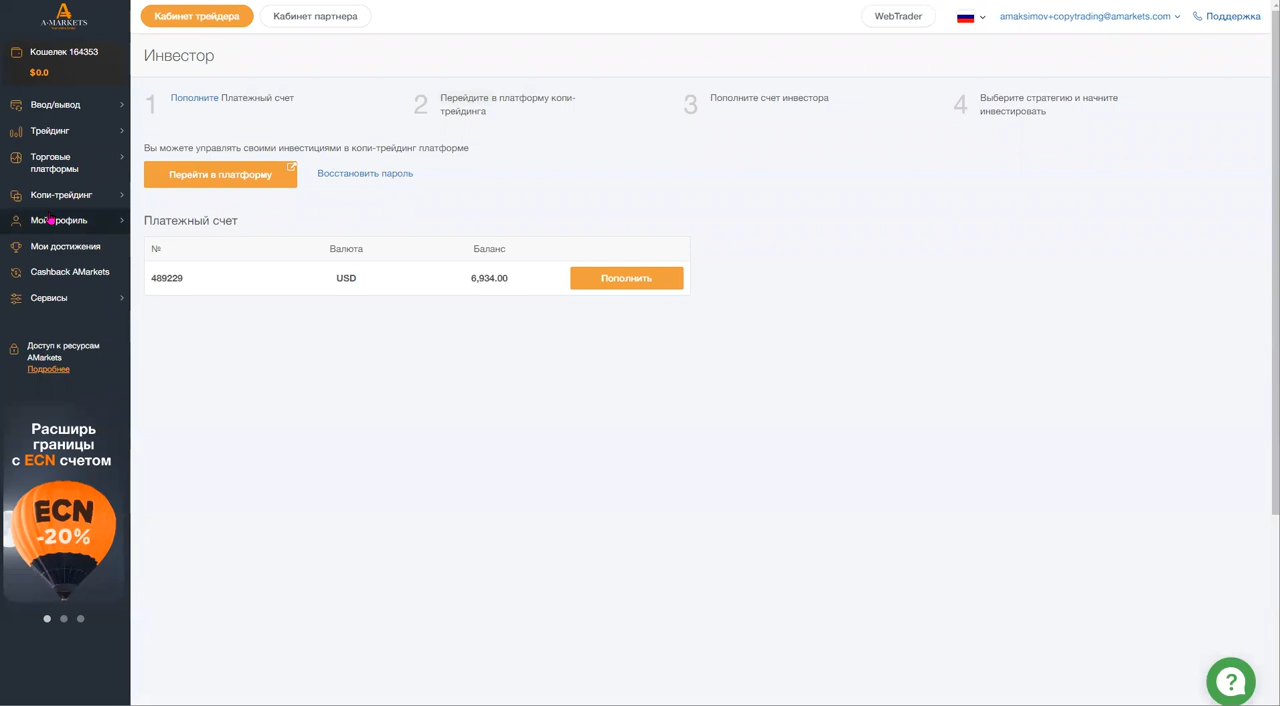 A-MARKETS
Кошелек 164353
$0.0
Ввод/вывод
Трейдинг
Торговые
платформы
Копи-трейдинг
Мой профиль
Мои достижения
Cashback AMarkets
Сервисы
Доступ к ресурсам
AMarkets
Подробнее
Расширь
границы
с ECN счетом
ECN
-20%
Кабинет трейдера
Кабинет партнера
WebTrader
amaksimov+copytrading@amarkets.com
Поддержка
Инвестор
1 Пополните Платежный счет
2 Перейдите в платформу копи-
трейдинга
3 Пополните счет инвестора
4 Выберите стратегию и начните
инвестировать
Вы можете управлять своими инвестициями в копи-трейдинг платформе
Перейти в платформу
Восстановить пароль
Платежный счет
№ Валюта Баланс
489229 USD 6,934.00 Пополнить